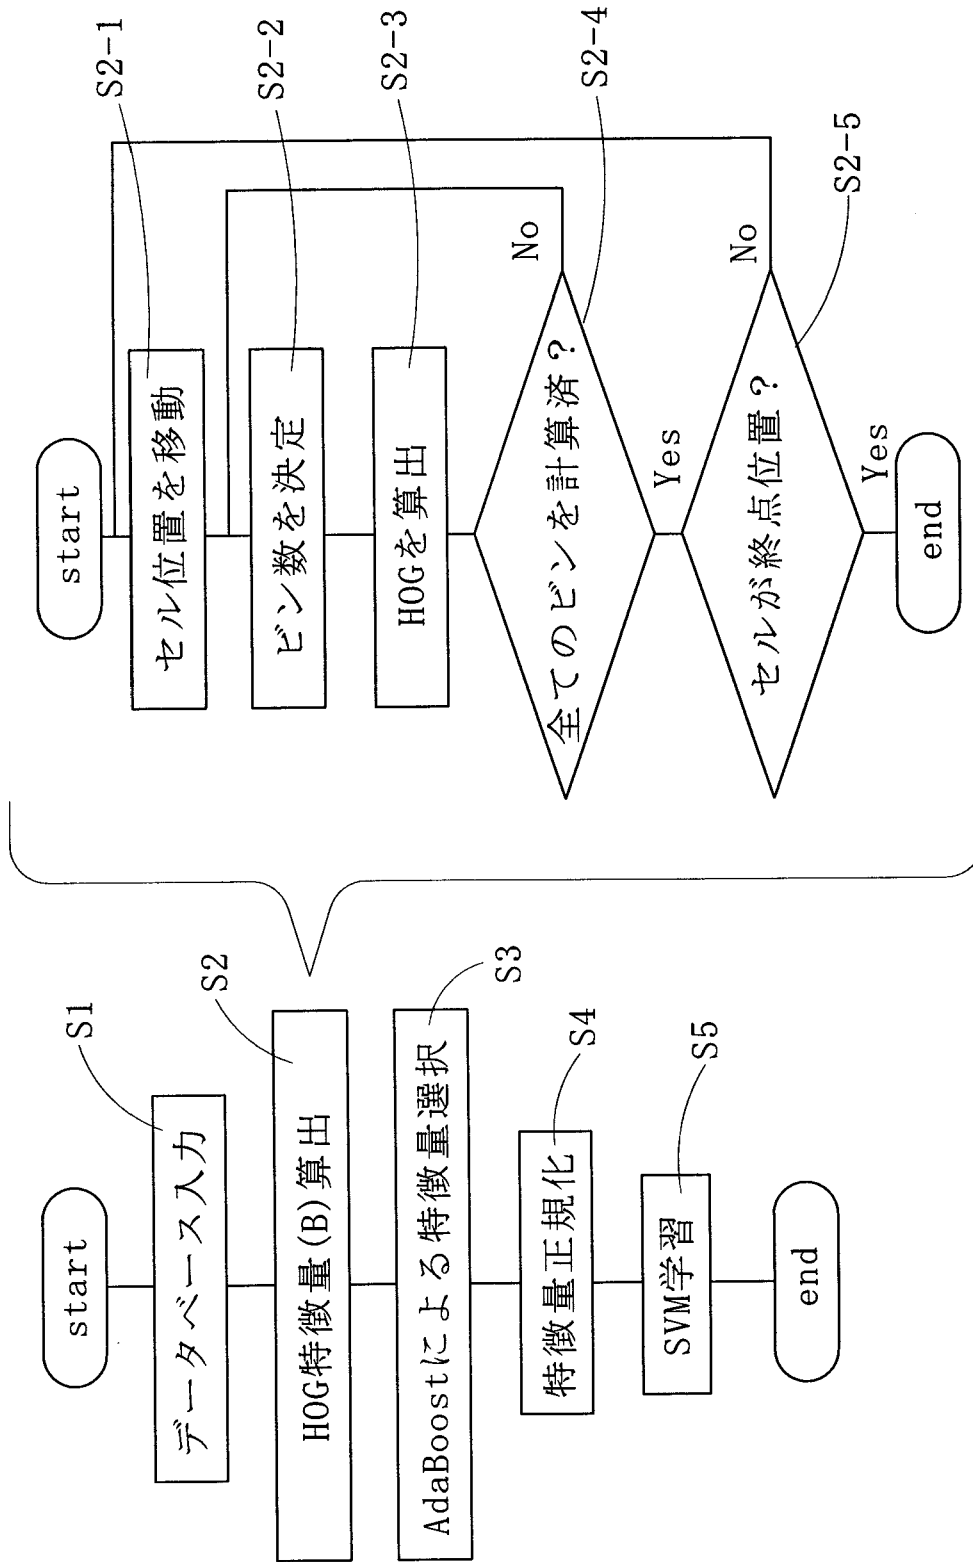 start
データベース入力
S1
HOG特徴量(B)算出
S2
AdaBoostによる特徴量選択
S3
特徴量正規化
S4
SVM学習
S5
end
start
セル位置を移動
S2-1
ビン数を決定
S2-2
HOGを算出
S2-3
全てのビンを計算済?
S2-4
No
Yes
セルが終点位置?
S2-5
No
Yes
end